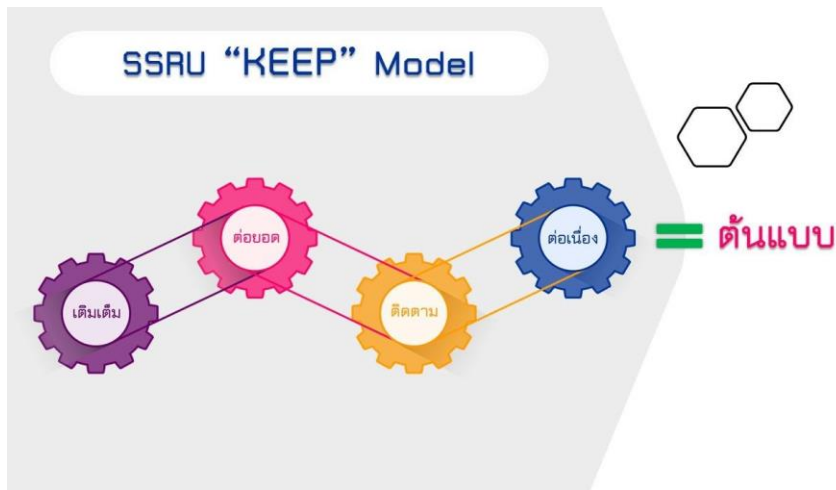 SSRU “KEEP” Model
เติมเต็ม
ต่อยอด
ติดตาม
ต่อเนื่อง
= ต้นแบบ